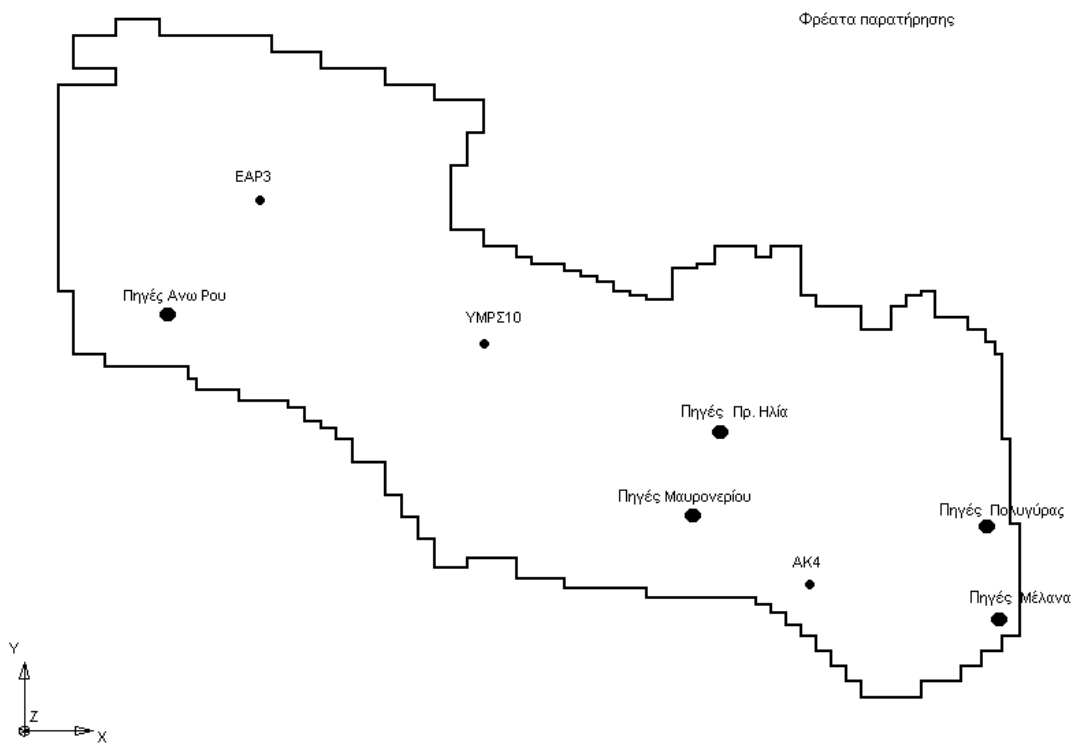 Φρέατα παρατήρησης
ΕΑΡ3
Πηγές Ανω Ρου
ΥΜΡΣ10
Πηγές Πρ. Ηλία
Πηγές Μαυρονερίου
Πηγές Πολυγύρας
ΑΚ4
Πηγές Μέλανα
Y
Z
X